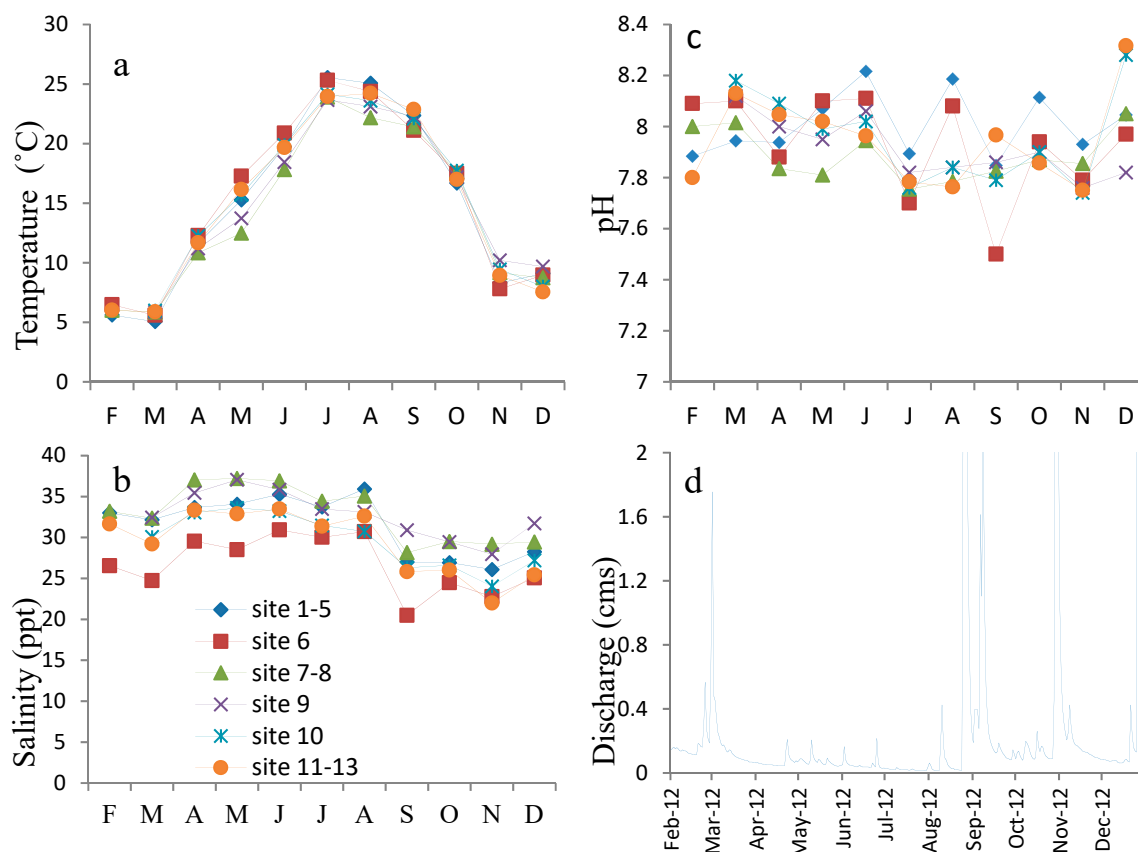 a
Temperature (˚C)
30
25
20
15
10
5
0
F M A M J J A S O N D
c
pH
8.4
8.2
8
7.8
7.6
7.4
7.2
7
F M A M J J A S O N D
b
Salinity (ppt)
40
35
30
25
20
15
10
5
0
site 1-5
site 6
site 7-8
site 9
site 10
site 11-13
F M A M J J A S O N D
d
Discharge (cms)
2
1.6
1.2
0.8
0.4
0
Feb-12
Mar-12
Apr-12
May-12
Jun-12
Jul-12
Aug-12
Sep-12
Oct-12
Nov-12
Dec-12